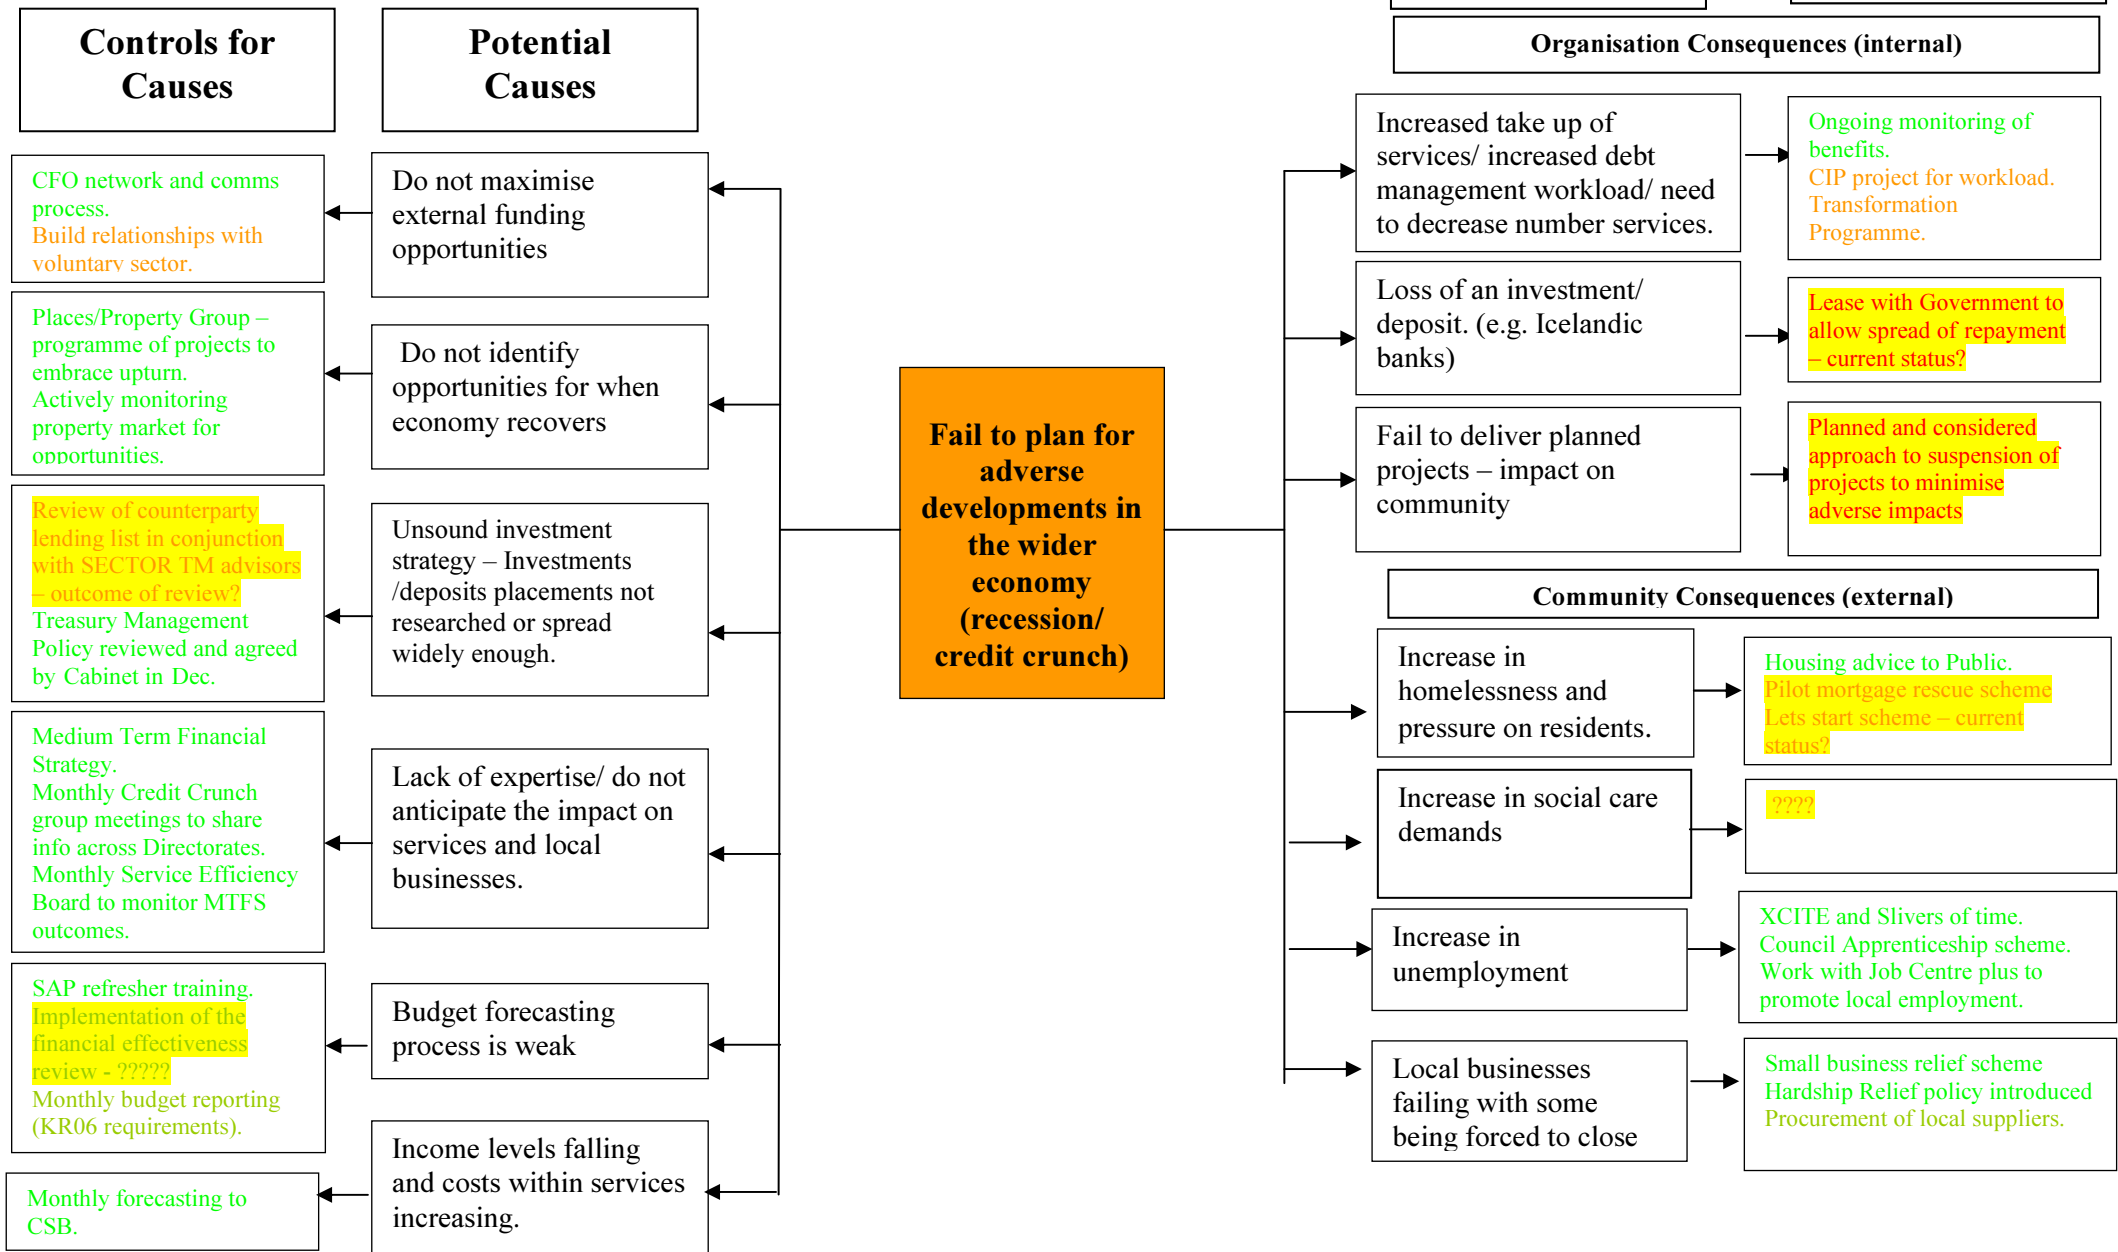 Controls for
Causes
Potential
Causes
CFO network and comms
process.
Build relationships with
voluntary sector.
Do not maximise
external funding
opportunities
Places/Property Group –
programme of projects to
embrace upturn.
Actively monitoring
property market for
opportunities.
Do not identify
opportunities for when
economy recovers
Review of counterparty
lending list in conjunction
with SECTOR TM advisors
– outcome of review?
Treasury Management
Policy reviewed and agreed
by Cabinet in Dec.
Unsound investment
strategy – Investments
/deposits placements not
researched or spread
widely enough.
Medium Term Financial
Strategy.
Monthly Credit Crunch
group meetings to share
info across Directorates.
Monthly Service Efficiency
Board to monitor MTFS
outcomes.
Lack of expertise/ do not
anticipate the impact on
services and local
businesses.
SAP refresher training.
Implementation of the
financial effectiveness
review - ?????
Monthly budget reporting
(KR06 requirements).
Budget forecasting
process is weak
Monthly forecasting to
CSB.
Income levels falling
and costs within services
increasing.
Fail to plan for
adverse
developments in
the wider
economy
(recession/
credit crunch)
Organisation Consequences (internal)
Increased take up of
services/ increased debt
management workload/ need
to decrease number services.
Ongoing monitoring of
benefits.
CIP project for workload.
Transformation
Programme.
Loss of an investment/
deposit. (e.g. Icelandic
banks)
Lease with Government to
allow spread of repayment
– current status?
Fail to deliver planned
projects – impact on
community
Planned and considered
approach to suspension of
projects to minimise
adverse impacts
Community Consequences (external)
Increase in
homelessness and
pressure on residents.
Housing advice to Public.
Pilot mortgage rescue scheme
Lets start scheme – current
status?
Increase in social care
demands
????
Increase in
unemployment
XCITE and Slivers of time.
Council Apprenticeship scheme.
Work with Job Centre plus to
promote local employment.
Local businesses
failing with some
being forced to close
Small business relief scheme
Hardship Relief policy introduced
Procurement of local suppliers.